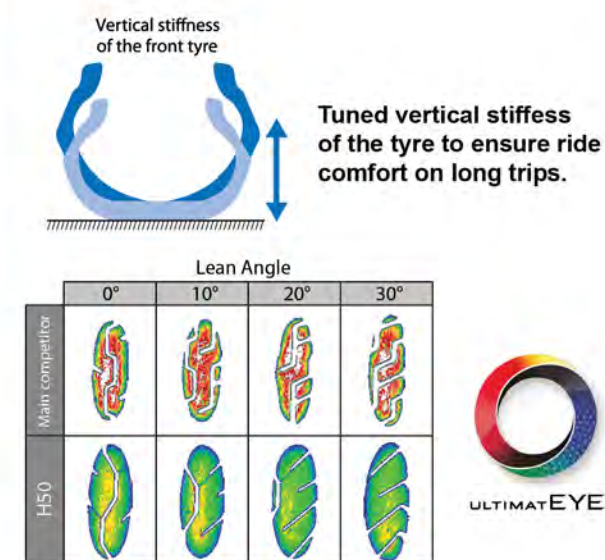 Vertical stiffness
of the front tyre
Tuned vertical stiffess
of the tyre to ensure ride
comfort on long trips.
Lean Angle
0° 10° 20° 30°
Main competitor
H50
ULTIMATEYE